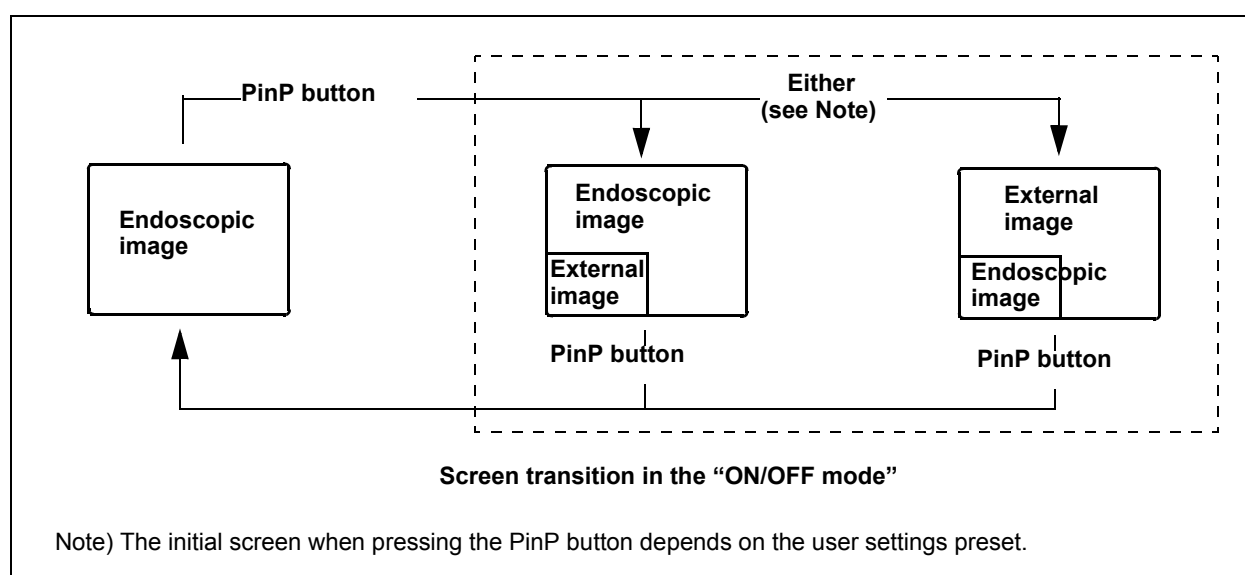 PinP button
Either
(see Note)
Endoscopic
image
Endoscopic
image
External
image
External
image
Endoscopic
image
PinP button
PinP button
Screen transition in the “ON/OFF mode”
Note) The initial screen when pressing the PinP button depends on the user settings preset.